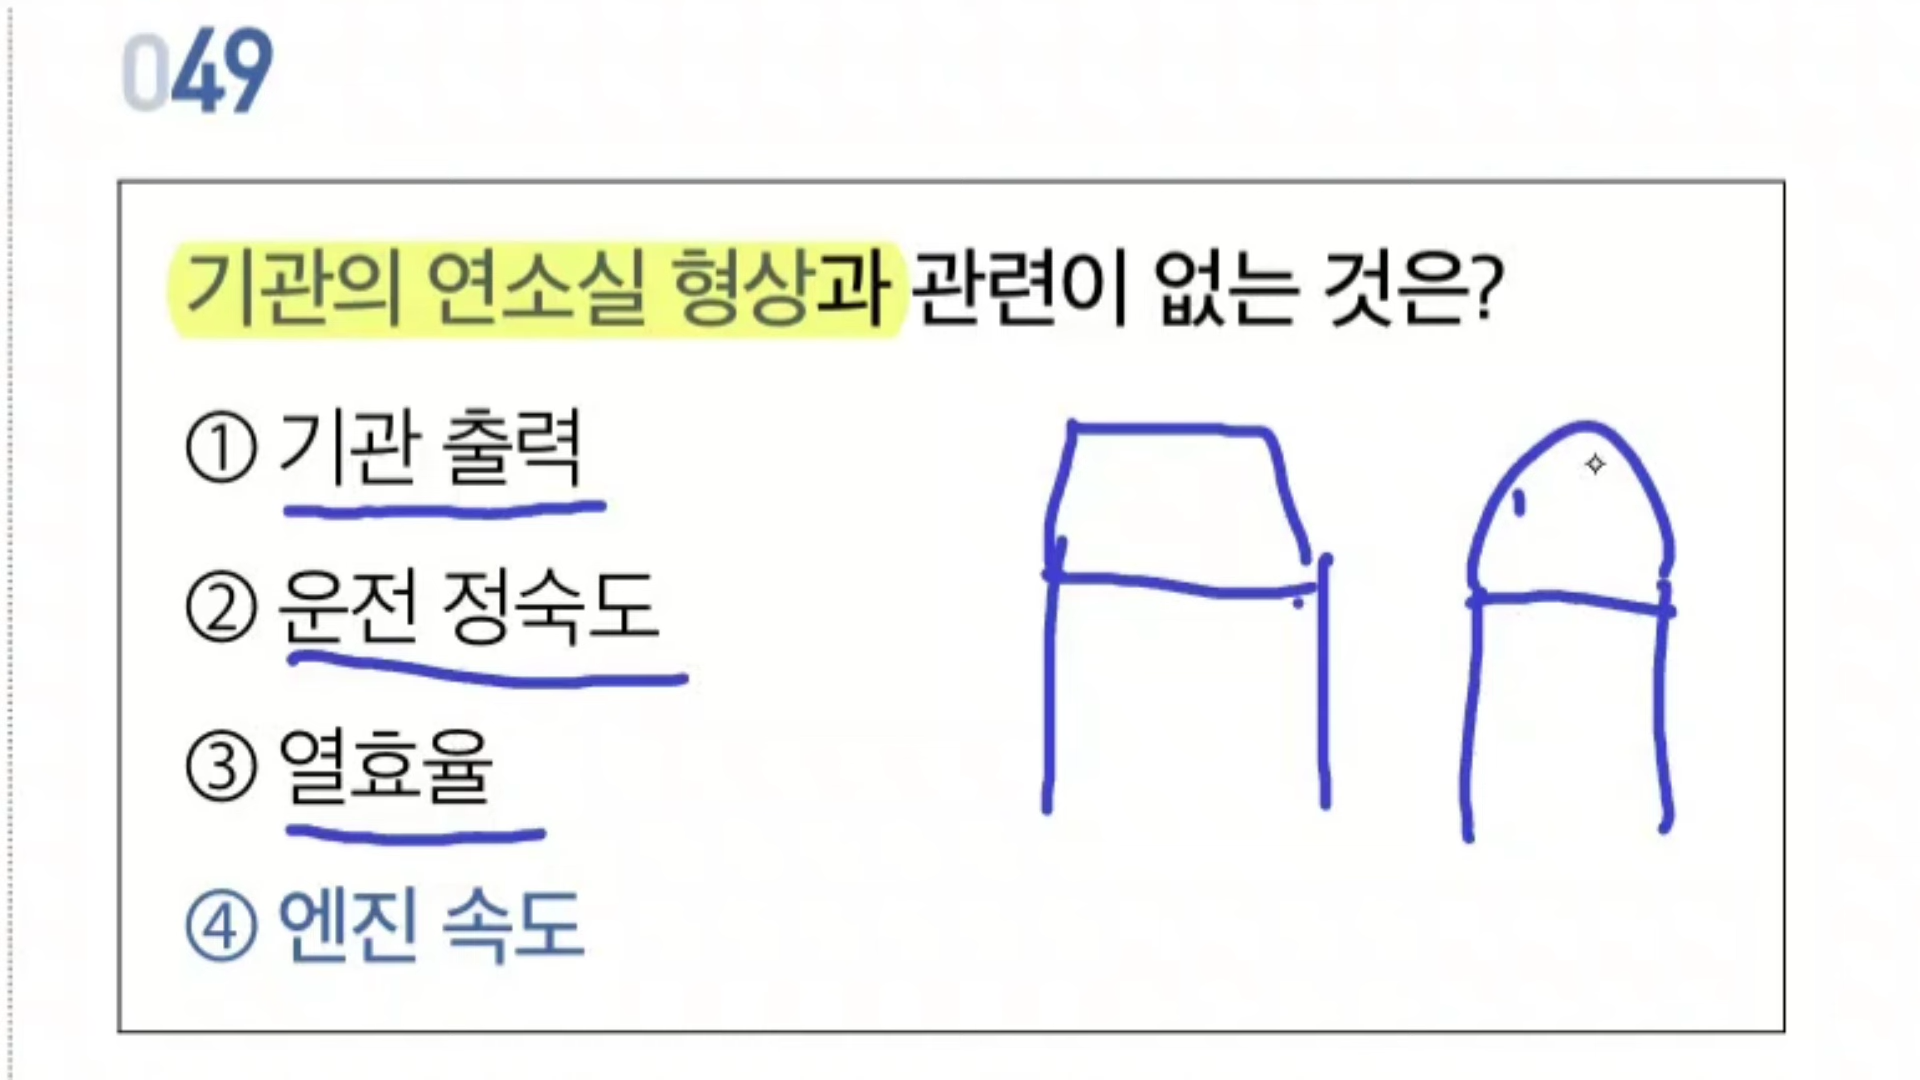 049
기관의 연소실 형상과 관련이 없는 것은?
① 기관 출력
② 운전 정숙도
③ 열효율
④ 엔진 속도